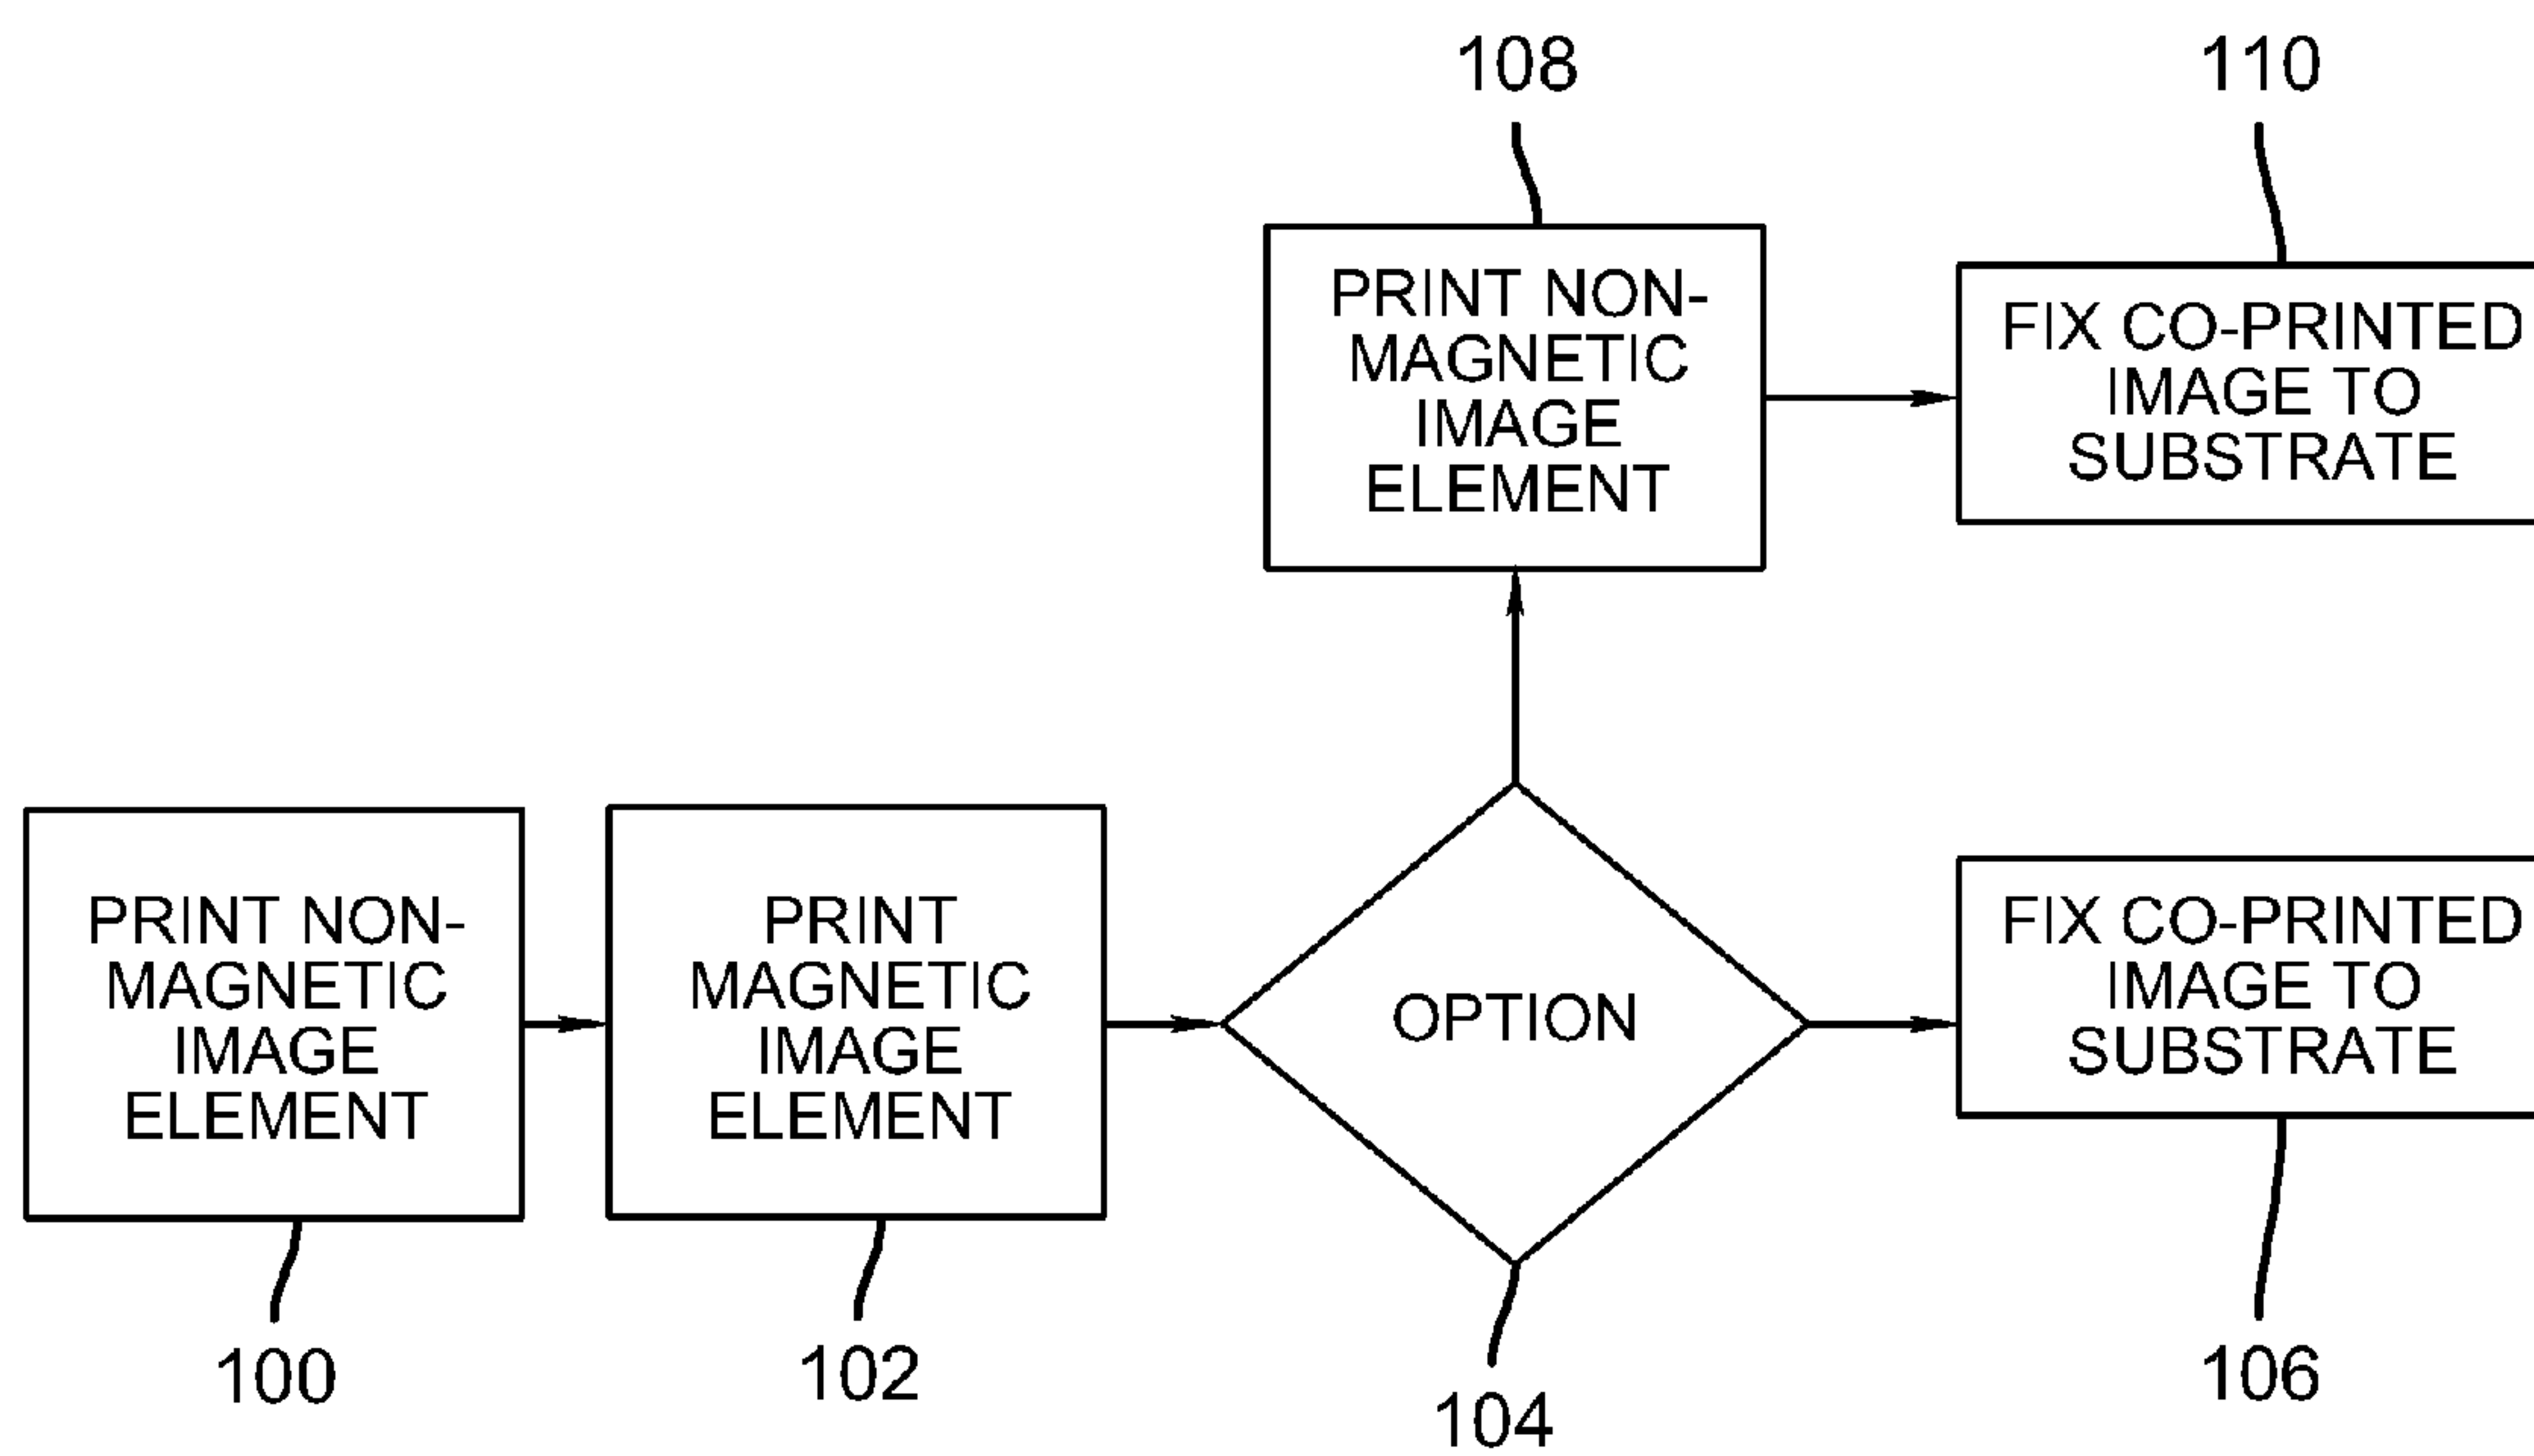 108
110
PRINT NON-
MAGNETIC
IMAGE
ELEMENT
FIX CO-PRINTED
IMAGE TO
SUBSTRATE
PRINT NON-
MAGNETIC
IMAGE
ELEMENT
PRINT
MAGNETIC
IMAGE
ELEMENT
OPTION
FIX CO-PRINTED
IMAGE TO
SUBSTRATE
100
102
104
106